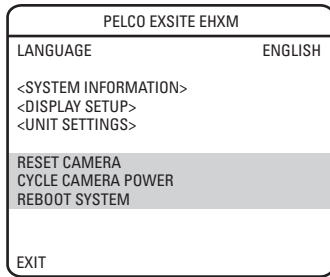 PELCO EXSITE EHXM
LANGUAGE ENGLISH
<SYSTEM INFORMATION>
<DISPLAY SETUP>
<UNIT SETTINGS>
RESET CAMERA
CYCLE CAMERA POWER
REBOOT SYSTEM
EXIT